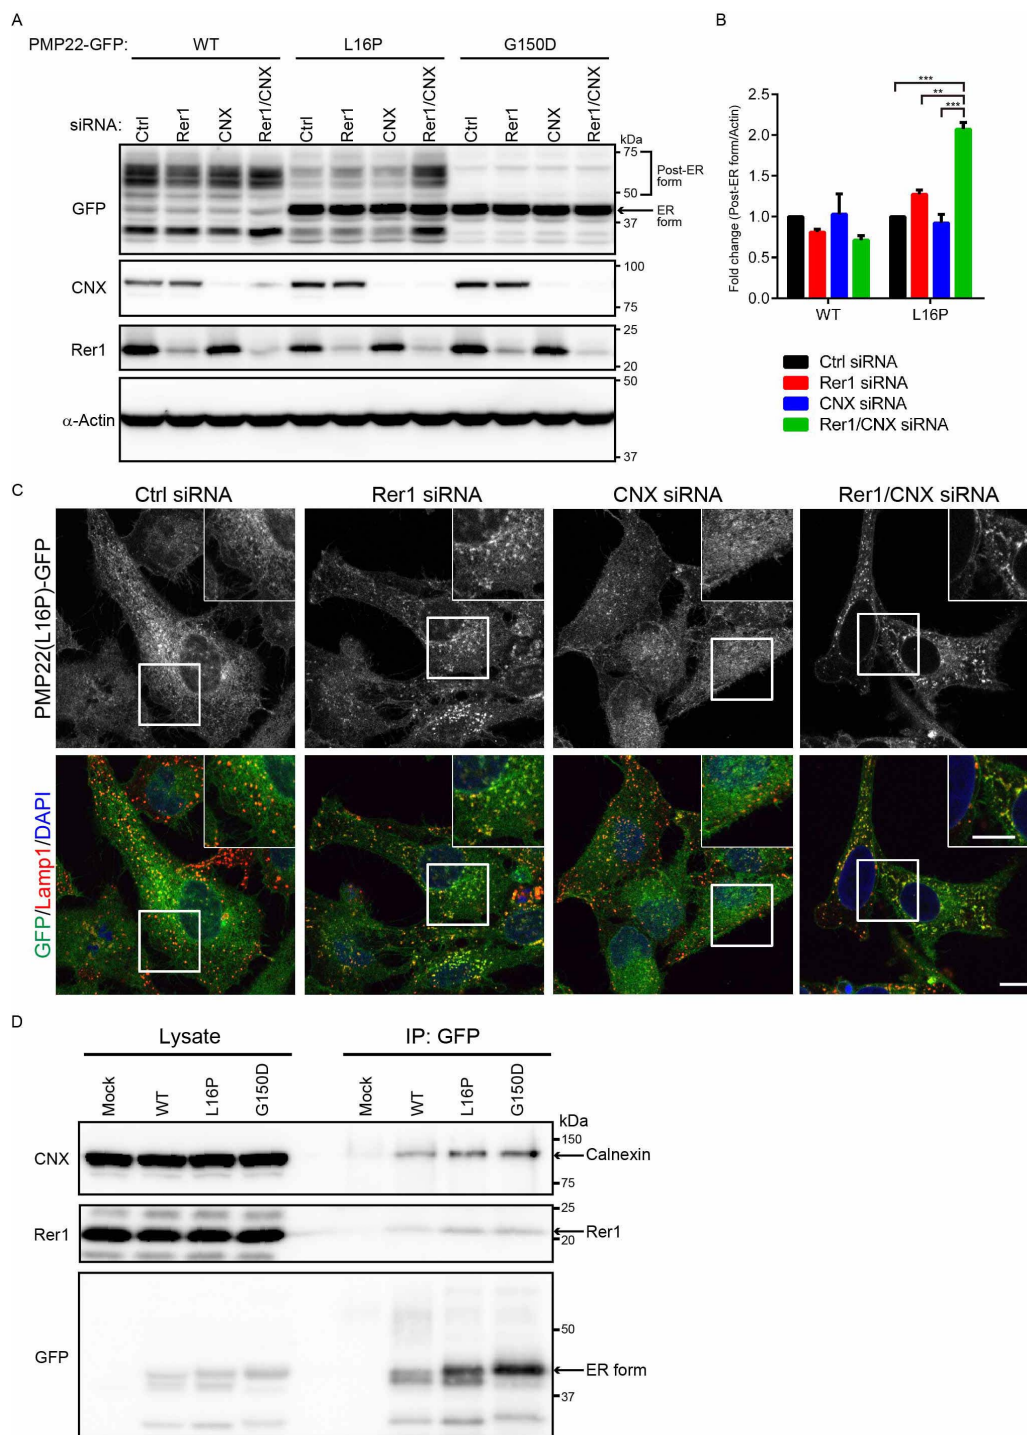 A
PMP22-GFP: WT L16P G150D
siRNA: Ctrl Rer1 CNX Rer1/CNX Ctrl Rer1 CNX Rer1/CNX Ctrl Rer1 CNX Rer1/CNX
kDa
GFP
75
50
37
Post-ER
form
ER
form
CNX
100
75
Rer1
25
20
α-Actin
50
37
B
Fold change (Post-ER form/Actin)
2.5
2.0
1.5
1.0
0.5
0.0
***
**
***
WT L16P
Ctrl siRNA
Rer1 siRNA
CNX siRNA
Rer1/CNX siRNA
C
Ctrl siRNA Rer1 siRNA CNX siRNA Rer1/CNX siRNA
PMP22(L16P)-GFP
GFP/Lamp1/DAPI
D
Lysate IP: GFP
Mock WT L16P G150D Mock WT L16P G150D
kDa
CNX
150
Calnexin
75
Rer1
25
Rer1
20
GFP
50
ER form
37